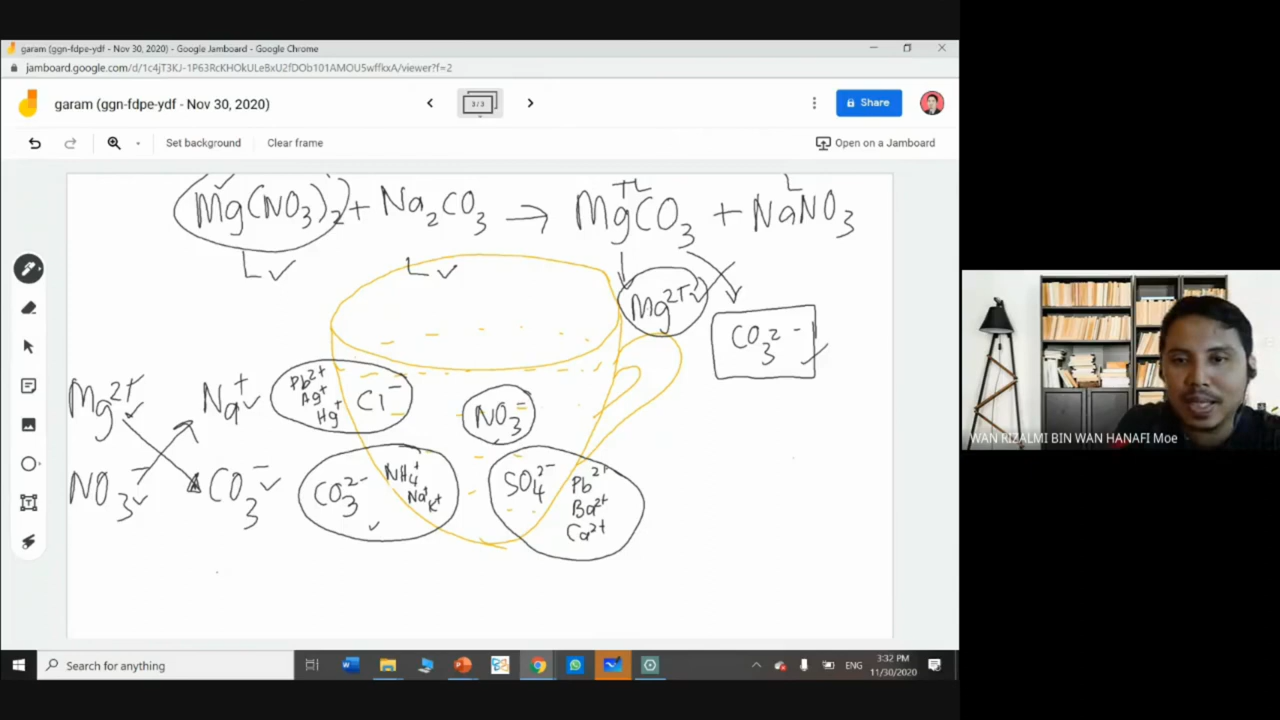 garam (ggn-fdpe-ydf - Nov 30, 2020) - Google Jamboard - Google Chrome
jamboard.google.com/d/1c4jT3KJ-1P63RcKHOkULeBxU2fDOb101AMOU5wffkxA/viewer?f=2
garam (ggn-fdpe-ydf - Nov 30, 2020)
3/3
Share
Set background
Clear frame
Open on a Jamboard
Mg(NO3)2 + Na2CO3 → MgCO3 + NaNO3
L ✓ L ✓
Mg2+
CO3 2-
Mg2+ Na+
NO3- CO3-
Pb2+
Ag+
Hg+
Cl-
NO3-
CO3 2-
NH4+
Na+
K+
SO4 2-
Pb2+
Ba2+
Ca2+
WAN RIZALMI BIN WAN HANAFI Moe
Search for anything
ENG
3:32 PM
11/30/2020